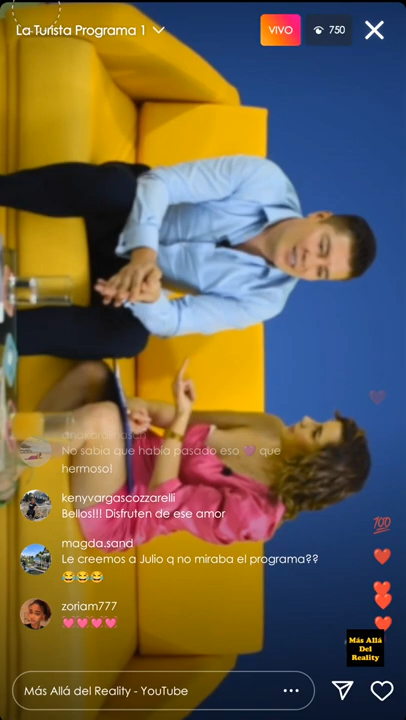 La Turista Programa 1
VIVO
750
No sabia que había pasado eso 💜 que
hermoso!
kenyvargascozzarelli
Bellos!!! Disfruten de ese amor
magda.sand
Le creemos a Julio q no miraba el programa??
😂😂😂
zoriam777
💗💗💗💗
💯
Más Allá
Del
Reality
Más Allá del Reality - YouTube